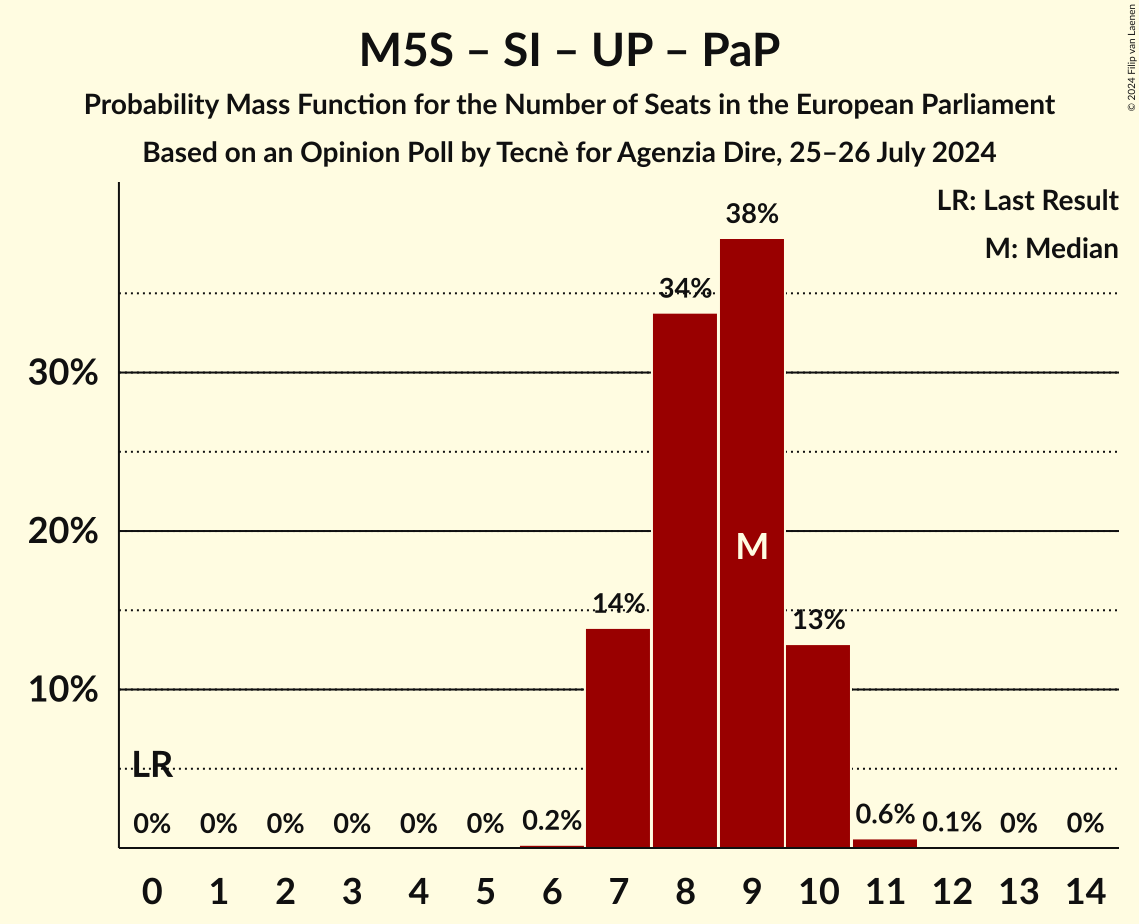 M5S – SI – UP – PaP
Probability Mass Function for the Number of Seats in the European Parliament
Based on an Opinion Poll by Tecnè for Agenzia Dire, 25–26 July 2024
© 2024 Filip van Laenen
LR: Last Result
M: Median
38%
34%
30%
20%
M
14%
13%
10%
LR
0% 0% 0% 0% 0% 0% 0.2% 0.6% 0.1% 0% 0%
0 1 2 3 4 5 6 7 8 9 10 11 12 13 14